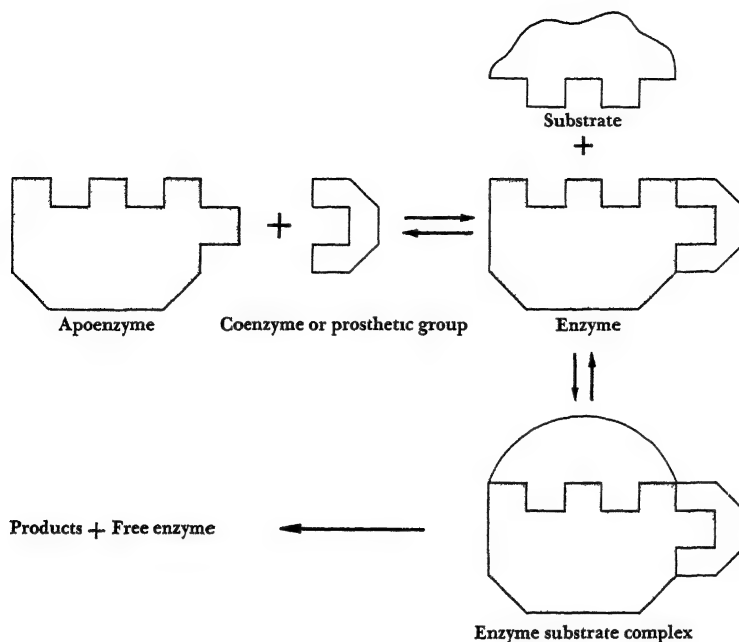 Substrate
+
+
Apoenzyme
Coenzyme or prosthetic group
Enzyme
Products + Free enzyme
Enzyme substrate complex